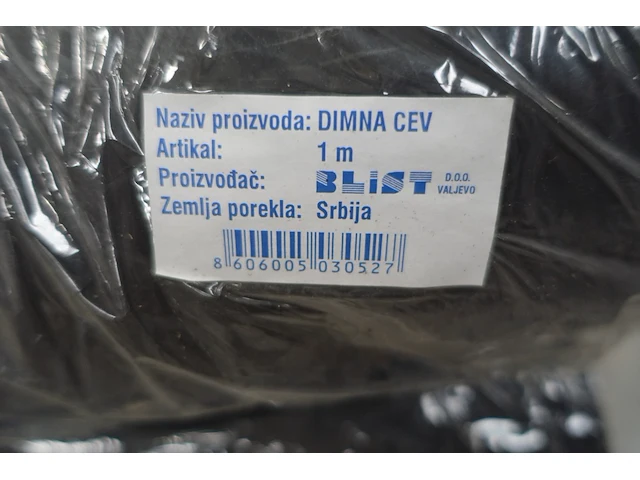 Naziv proizvoda: DIMNA CEV
Artikal: 1 m
Proizvođač: BLiST D.O.O. VALJEVO
Zemlja porekla: Srbija
8 606005 030527